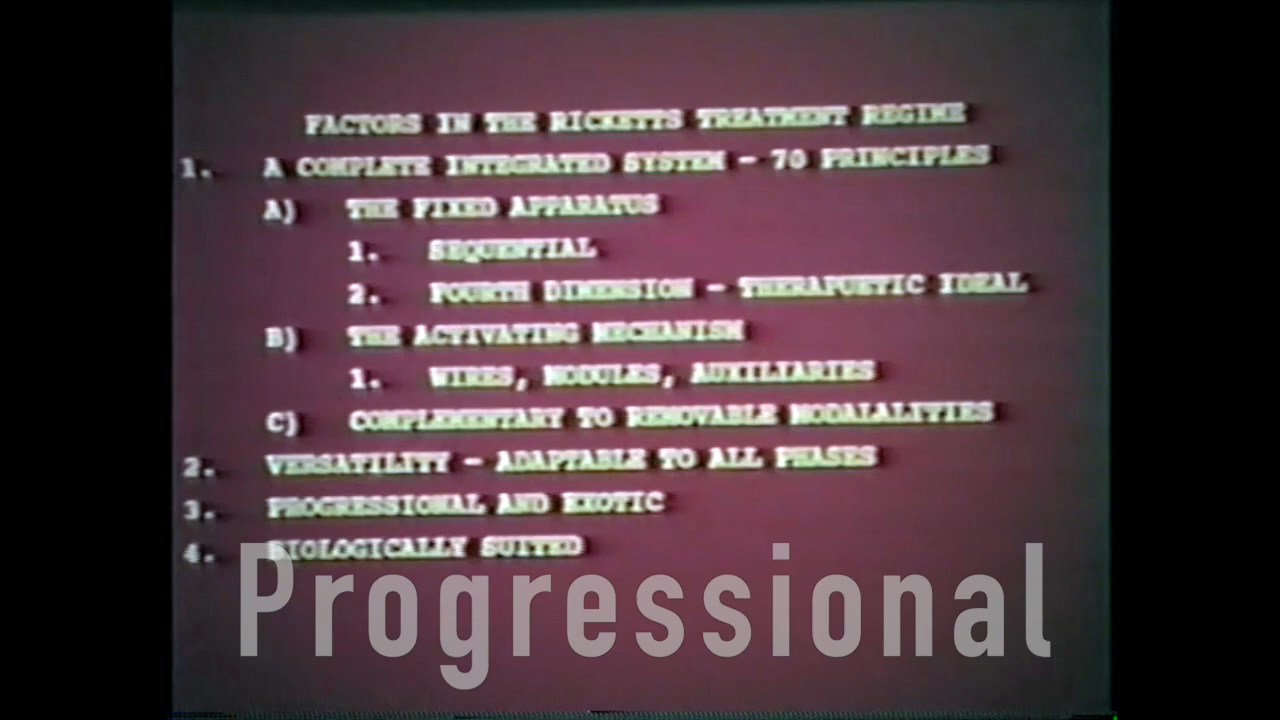 FACTORS IN THE RICKETTS TREATMENT REGIME
1. A COMPLETE INTEGRATED SYSTEM - 70 PRINCIPLES
A) THE FIXED APPARATUS
1. SEQUENTIAL
2. FOURTH DIMENSION - THERAPUETIC IDEAL
B) THE ACTIVATING MECHANISM
1. WIRES, MODULES, AUXILIARIES
C) COMPLEMENTARY TO REMOVABLE MODALALITIES
2. VERSATILITY - ADAPTABLE TO ALL PHASES
3. PROGRESSIONAL AND EXOTIC
4. BIOLOGICALLY SUITED
Progressional